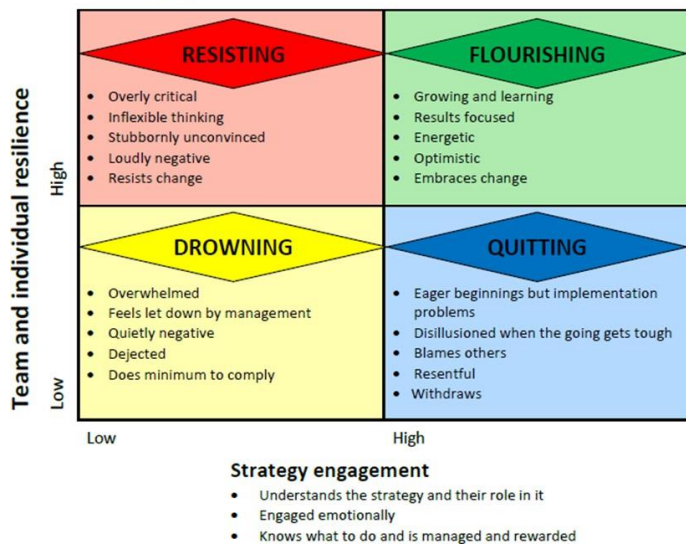 RESISTING
• Overly critical
• Inflexible thinking
• Stubbornly unconvinced
• Loudly negative
• Resists change
FLOURISHING
• Growing and learning
• Results focused
• Energetic
• Optimistic
• Embraces change
DROWNING
• Overwhelmed
• Feels let down by management
• Quietly negative
• Dejected
• Does minimum to comply
QUITTING
• Eager beginnings but implementation
problems
• Disillusioned when the going gets tough
• Blames others
• Resentful
• Withdraws
Team and individual resilience
High
Low
Low
High
Strategy engagement
• Understands the strategy and their role in it
• Engaged emotionally
• Knows what to do and is managed and rewarded